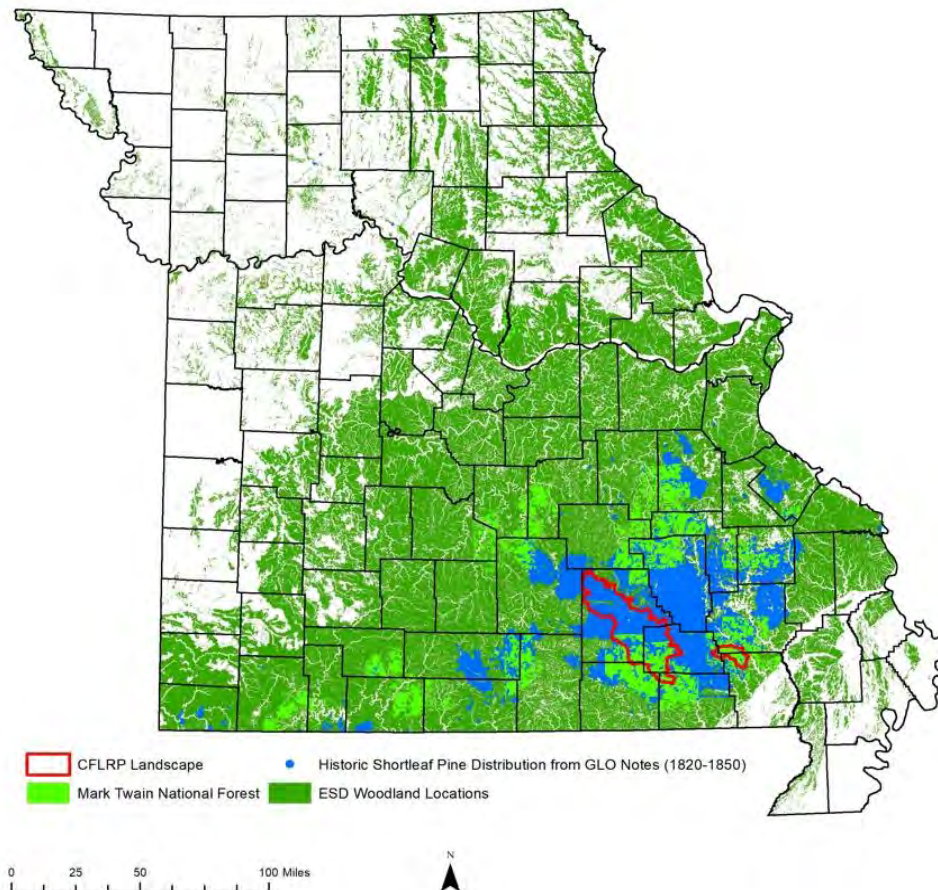 CFLRP Landscape
Historic Shortleaf Pine Distribution from GLO Notes (1820-1850)
Mark Twain National Forest
ESD Woodland Locations
0 25 50 100 Miles
N